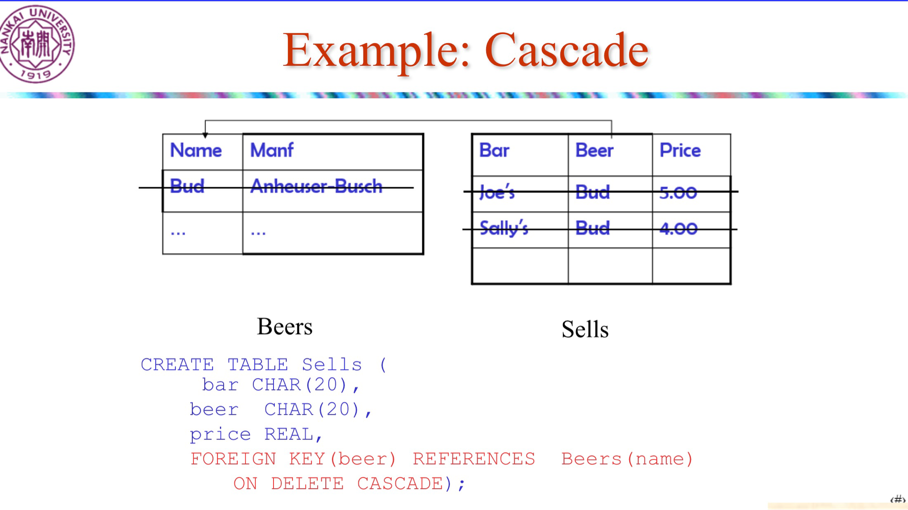 NANKAI UNIVERSITY
南開
1919
Example: Cascade
Name Manf
Bud Anheuser-Busch
... ...
Bar Beer Price
Joe's Bud 5.00
Sally's Bud 4.00
Beers
Sells
CREATE TABLE Sells (
bar CHAR(20),
beer CHAR(20),
price REAL,
FOREIGN KEY(beer) REFERENCES Beers(name)
ON DELETE CASCADE);
(#)